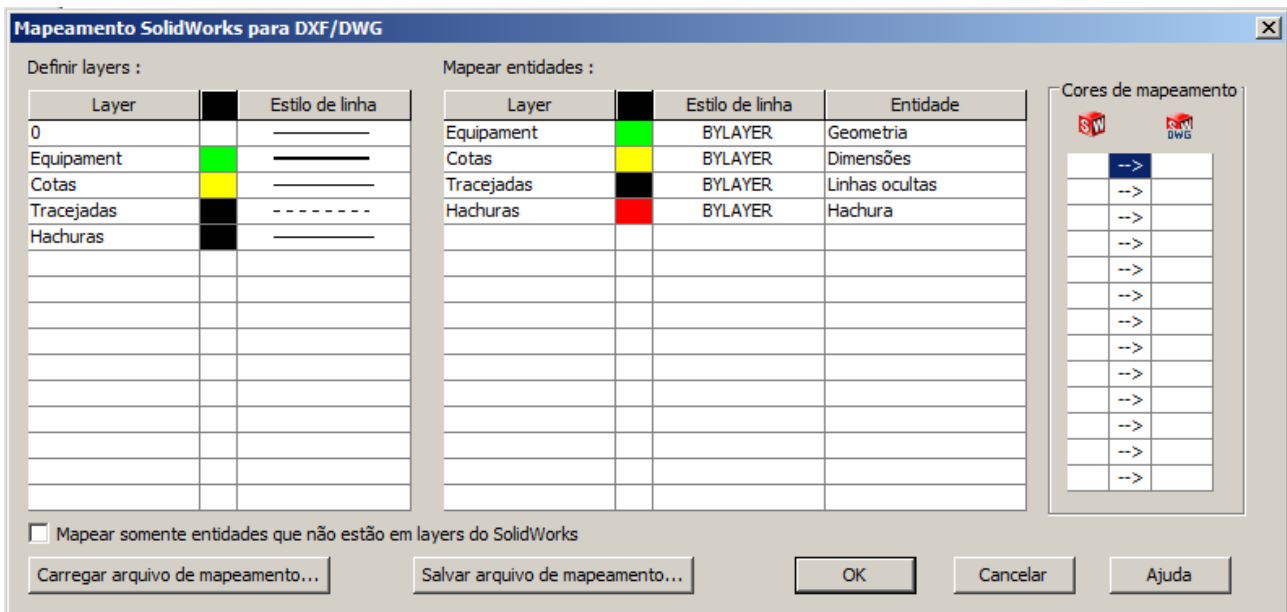 Mapeamento SolidWorks para DXF/DWG
Definir layers :
Mapear entidades :
Cores de mapeamento
Layer Estilo de linha
Layer Estilo de linha Entidade
SW SW DWG
0
Equipament
Cotas
Tracejadas
Hachuras
Equipament BYLAYER Geometria
Cotas BYLAYER Dimensões
Tracejadas BYLAYER Linhas ocultas
Hachuras BYLAYER Hachura
-->
-->
-->
-->
-->
-->
-->
-->
-->
-->
-->
-->
-->
Mapear somente entidades que não estão em layers do SolidWorks
Carregar arquivo de mapeamento... Salvar arquivo de mapeamento... OK Cancelar Ajuda